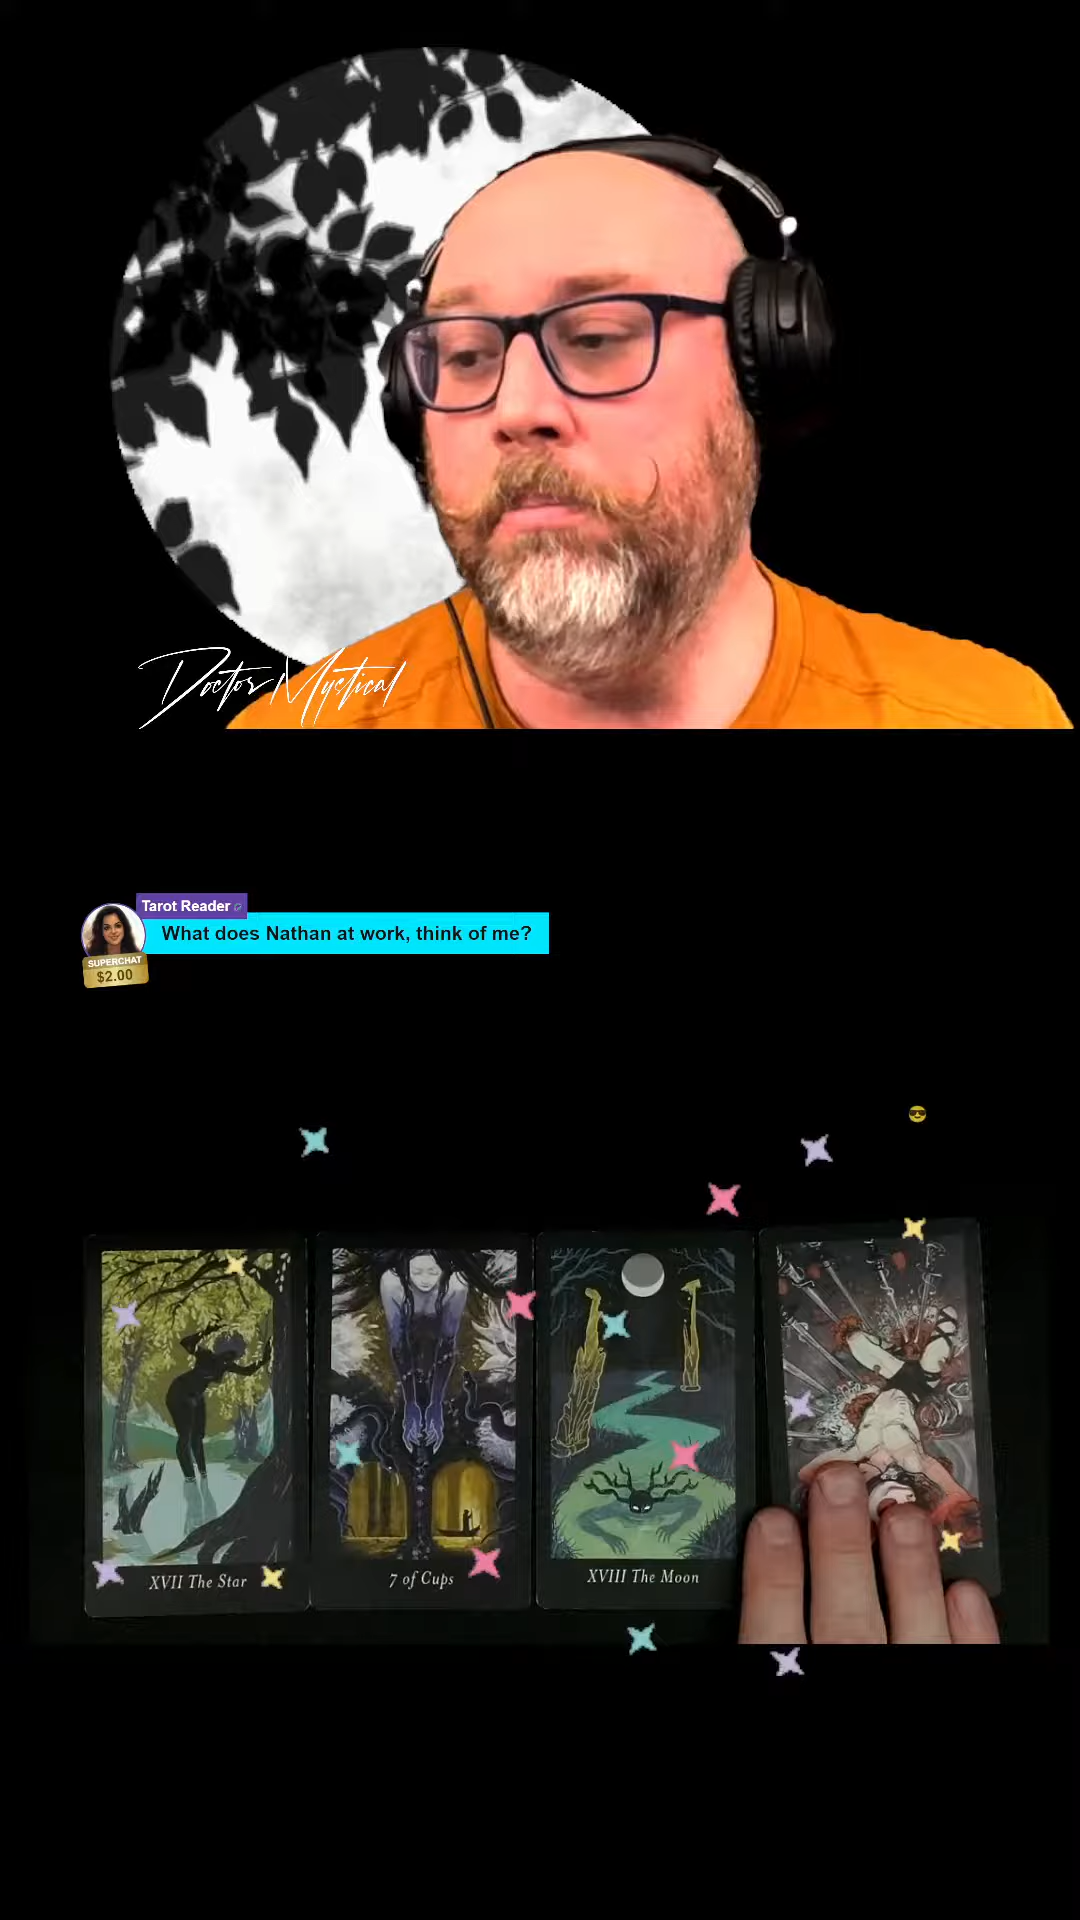 Doctor Mystical
Tarot Reader
What does Nathan at work, think of me?
SUPERCHAT
$2.00
XVII The Star
7 of Cups
XVIII The Moon